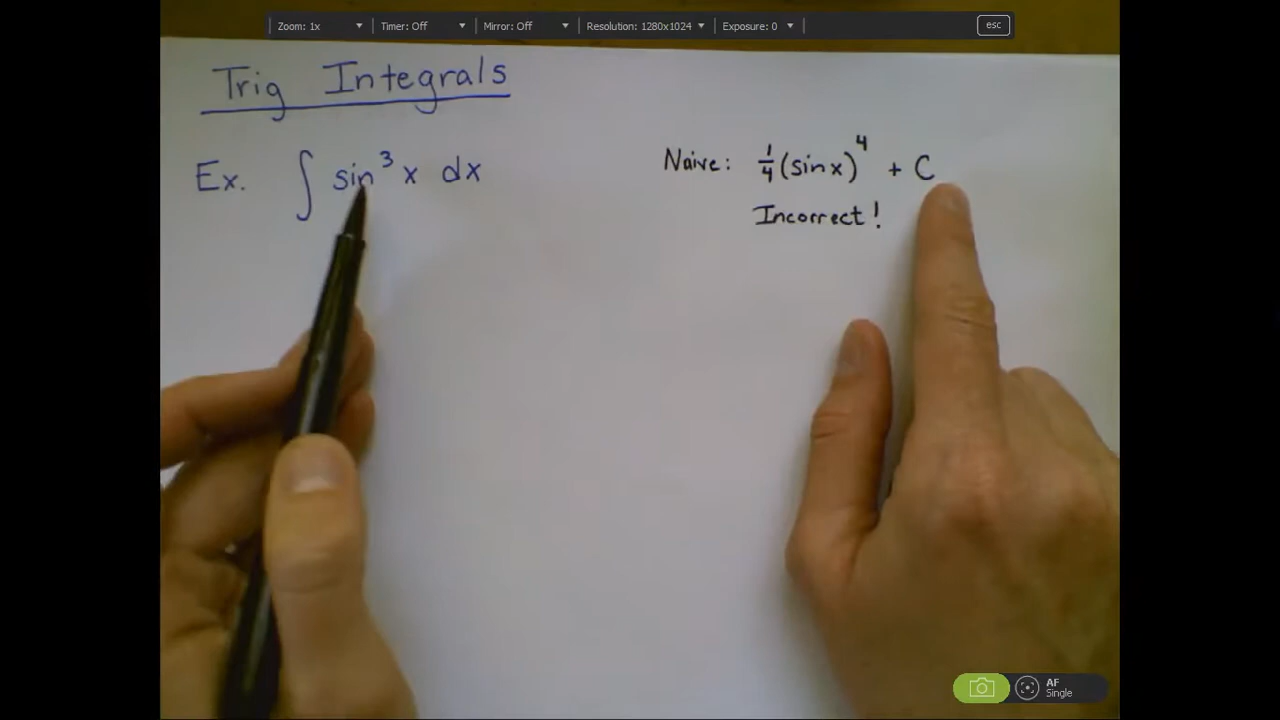 Zoom: 1x Timer: Off Mirror: Off Resolution: 1280x1024 Exposure: 0 esc
Trig Integrals
Ex. ∫ sin³ x dx
Naive: 1/4 (sin x)⁴ + C
Incorrect!
AF
Single